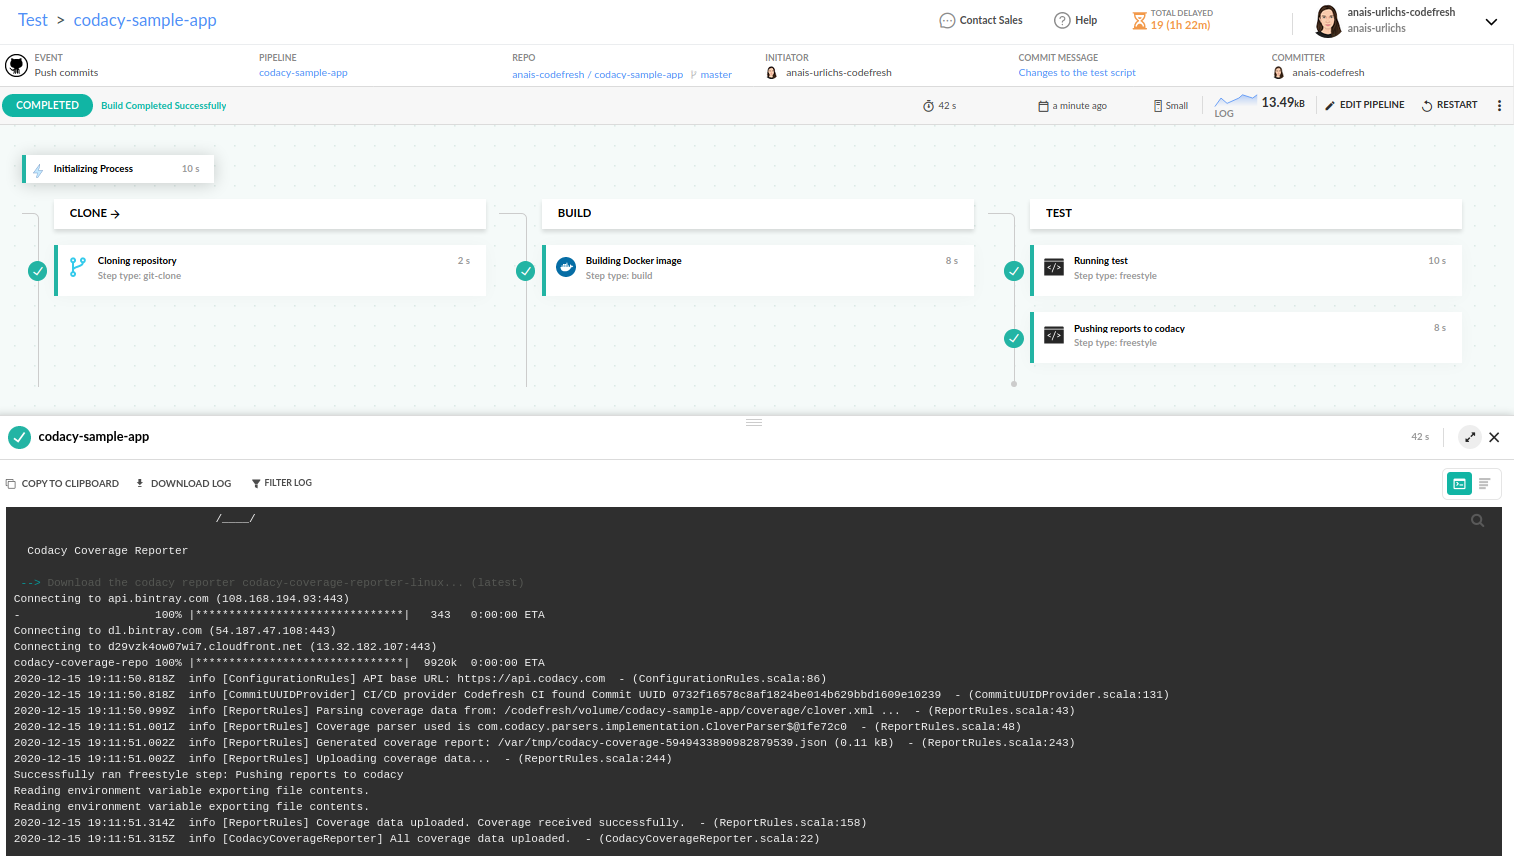 Test > codacy-sample-app
Contact Sales
Help
TOTAL DELAYED
19 (1h 22m)
anais-urlichs-codefresh
anais-urlichs
EVENT
Push commits
PIPELINE
codacy-sample-app
REPO
anais-codefresh / codacy-sample-app master
INITIATOR
anais-urlichs-codefresh
COMMIT MESSAGE
Changes to the test script
COMMITTER
anais-codefresh
COMPLETED
Build Completed Successfully
42 s
a minute ago
Small
LOG
13.49kB
EDIT PIPELINE
RESTART
Initializing Process 10 s
CLONE
BUILD
TEST
Cloning repository 2 s
Step type: git-clone
Building Docker image 8 s
Step type: build
Running test 10 s
Step type: freestyle
Pushing reports to codacy 8 s
Step type: freestyle
codacy-sample-app
42 s
COPY TO CLIPBOARD
DOWNLOAD LOG
FILTER LOG
/____/
Codacy Coverage Reporter
--> Download the codacy reporter codacy-coverage-reporter-linux... (latest)
Connecting to api.bintray.com (108.168.194.93:443)
-                    100% |*******************************|   343   0:00:00 ETA
Connecting to dl.bintray.com (54.187.47.108:443)
Connecting to d29vzk4ow07wi7.cloudfront.net (13.32.182.107:443)
codacy-coverage-repo 100% |*******************************|  9920k  0:00:00 ETA
2020-12-15 19:11:50.818Z  info [ConfigurationRules] API base URL: https://api.codacy.com  - (ConfigurationRules.scala:86)
2020-12-15 19:11:50.818Z  info [CommitUUIDProvider] CI/CD provider Codefresh CI found Commit UUID 0732f16578c8af1824be014b629bbd1609e10239  - (CommitUUIDProvider.scala:131)
2020-12-15 19:11:50.999Z  info [ReportRules] Parsing coverage data from: /codefresh/volume/codacy-sample-app/coverage/clover.xml ...  - (ReportRules.scala:43)
2020-12-15 19:11:51.001Z  info [ReportRules] Coverage parser used is com.codacy.parsers.implementation.CloverParser$@1fe72c0  - (ReportRules.scala:48)
2020-12-15 19:11:51.002Z  info [ReportRules] Generated coverage report: /var/tmp/codacy-coverage-5949433890982879539.json (0.11 kB)  - (ReportRules.scala:243)
2020-12-15 19:11:51.002Z  info [ReportRules] Uploading coverage data...  - (ReportRules.scala:244)
Successfully ran freestyle step: Pushing reports to codacy
Reading environment variable exporting file contents.
Reading environment variable exporting file contents.
2020-12-15 19:11:51.314Z  info [ReportRules] Coverage data uploaded. Coverage received successfully.  - (ReportRules.scala:158)
2020-12-15 19:11:51.315Z  info [CodacyCoverageReporter] All coverage data uploaded.  - (CodacyCoverageReporter.scala:22)